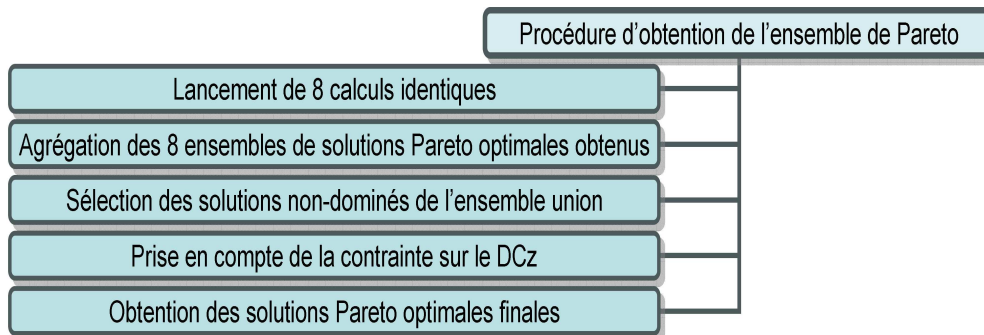 Procédure d'obtention de l'ensemble de Pareto
Lancement de 8 calculs identiques
Agrégation des 8 ensembles de solutions Pareto optimales obtenus
Sélection des solutions non-dominés de l'ensemble union
Prise en compte de la contrainte sur le DCz
Obtention des solutions Pareto optimales finales